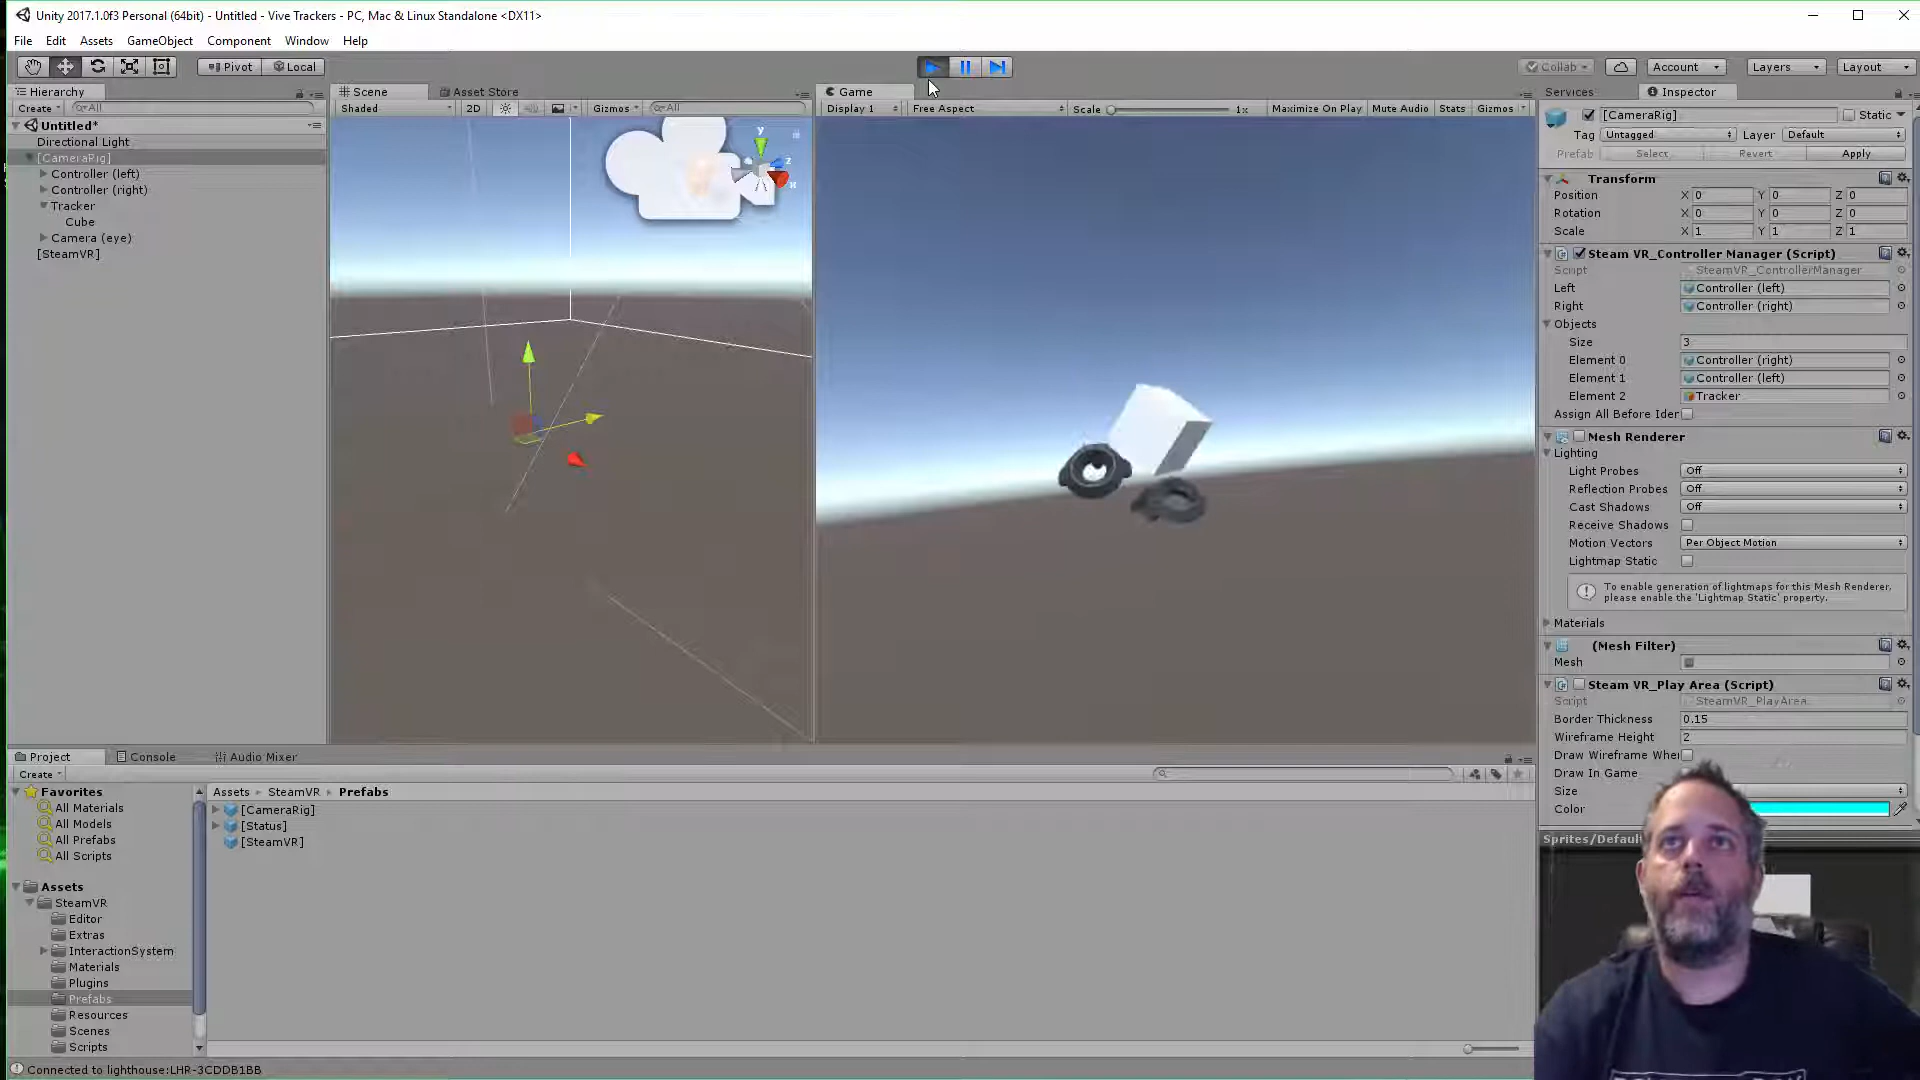 Unity 2017.1.0f3 Personal (64bit) - Untitled - Vive Trackers - PC, Mac & Linux Standalone <DX11>
File Edit Assets GameObject Component Window Help
Pivot Local Collab Account Layers Layout
Hierarchy Scene Asset Store Game Services Inspector
Create All Shaded 2D Gizmos All Display 1 Free Aspect Scale 1x Maximize On Play Mute Audio Stats Gizmos
[CameraRig] Static
Untitled*
Tag Untagged Layer Default
Directional Light
Prefab Select Revert Apply
[CameraRig]
Controller (left)
Controller (right)
Tracker
Cube
Camera (eye)
[SteamVR]
y
z
x
Transform
Position X 0 Y 0 Z 0
Rotation X 0 Y 0 Z 0
Scale X 1 Y 1 Z 1
Steam VR_Controller Manager (Script)
Script SteamVR_ControllerManager
Left Controller (left)
Right Controller (right)
Objects
Size 3
Element 0 Controller (right)
Element 1 Controller (left)
Element 2 Tracker
Assign All Before Iden
Mesh Renderer
Lighting
Light Probes Off
Reflection Probes Off
Cast Shadows Off
Receive Shadows
Motion Vectors Per Object Motion
Lightmap Static
To enable generation of lightmaps for this Mesh Renderer,
please enable the 'Lightmap Static' property.
Materials
(Mesh Filter)
Mesh
Steam VR_Play Area (Script)
Script SteamVR_PlayArea
Border Thickness 0.15
Wireframe Height 2
Draw Wireframe Whe
Draw In Game
Size
Color
Sprites/Defaul
Project Console Audio Mixer
Create
Favorites
All Materials
All Models
All Prefabs
All Scripts
Assets
SteamVR
Editor
Extras
InteractionSystem
Materials
Plugins
Prefabs
Resources
Scenes
Scripts
Assets SteamVR Prefabs
[CameraRig]
[Status]
[SteamVR]
Connected to lighthouse:LHR-3CDDB1BB